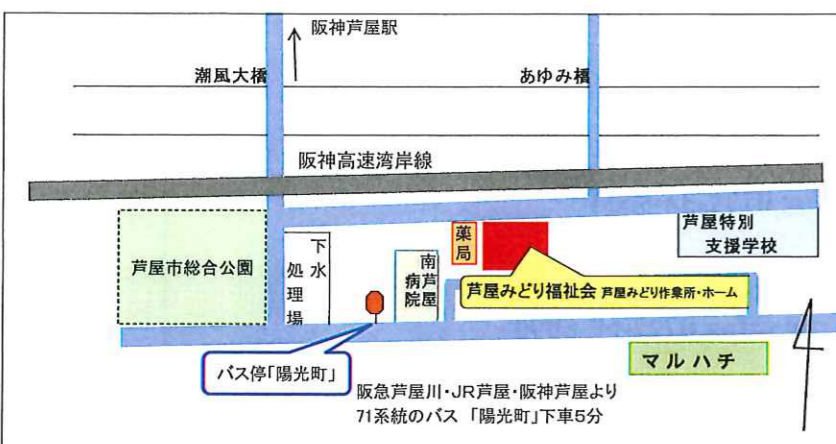 阪神芦屋駅
潮風大橋
あゆみ橋
阪神高速湾岸線
芦屋市総合公園
下水
処理場
南芦屋
病院
薬局
芦屋特別
支援学校
芦屋みどり福祉会 芦屋みどり作業所・ホーム
バス停「陽光町」
マルハチ
阪急芦屋川・JR芦屋・阪神芦屋より
71系統のバス 「陽光町」下車5分